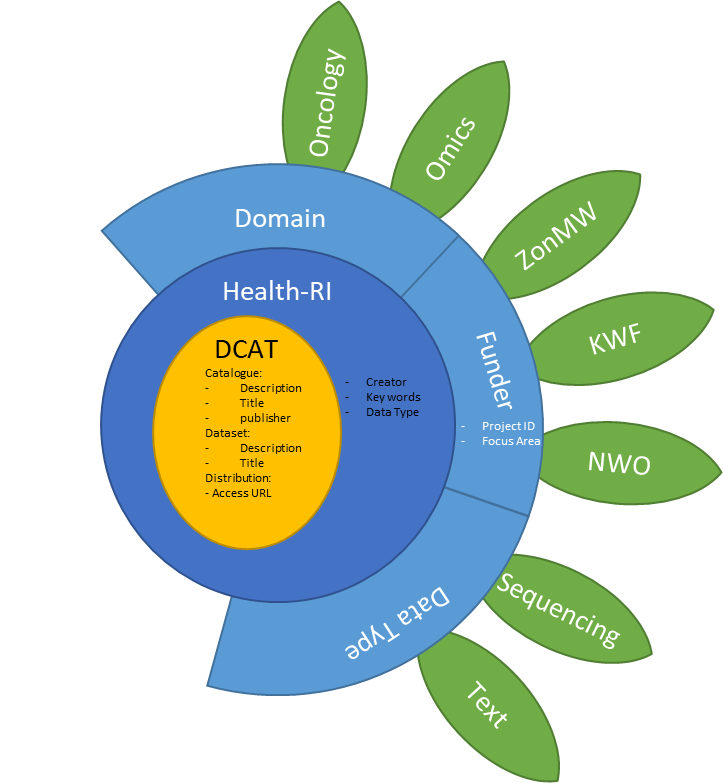 Oncology
Omics
ZonMW
KWF
NWO
Sequencing
Text
Domain
Funder
- Project ID
- Focus Area
Data Type
Health-RI
- Creator
- Key words
- Data Type
DCAT
Catalogue:
- Description
- Title
- publisher
Dataset:
- Description
- Title
Distribution:
- Access URL